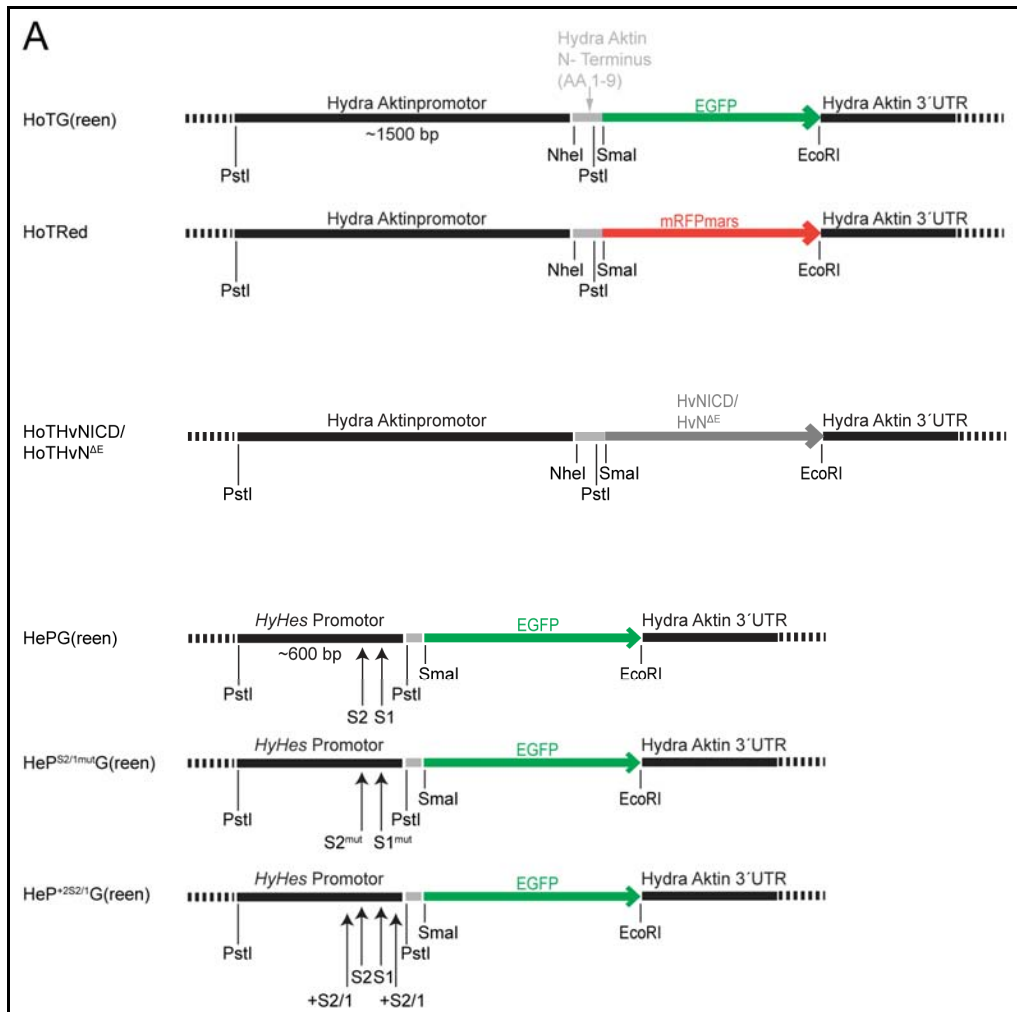 A
Hydra Aktin
N- Terminus
(AA 1-9)
HoTG(reen)
Hydra Aktinpromotor
EGFP
Hydra Aktin 3´UTR
~1500 bp
NheI
SmaI
EcoRI
PstI
PstI
HoTRed
Hydra Aktinpromotor
mRFPmars
Hydra Aktin 3´UTR
NheI
SmaI
EcoRI
PstI
PstI
HoTHvNICD/
HoTHvN^ΔE
Hydra Aktinpromotor
HvNICD/
HvN^ΔE
Hydra Aktin 3´UTR
NheI
SmaI
EcoRI
PstI
PstI
HePG(reen)
HyHes Promotor
EGFP
Hydra Aktin 3´UTR
~600 bp
SmaI
EcoRI
PstI
PstI
S2 S1
HeP^S2/1mutG(reen)
HyHes Promotor
EGFP
Hydra Aktin 3´UTR
SmaI
EcoRI
PstI
PstI
S2^mut S1^mut
HeP^+2S2/1G(reen)
HyHes Promotor
EGFP
Hydra Aktin 3´UTR
SmaI
EcoRI
PstI
PstI
S2 S1
+S2/1 +S2/1